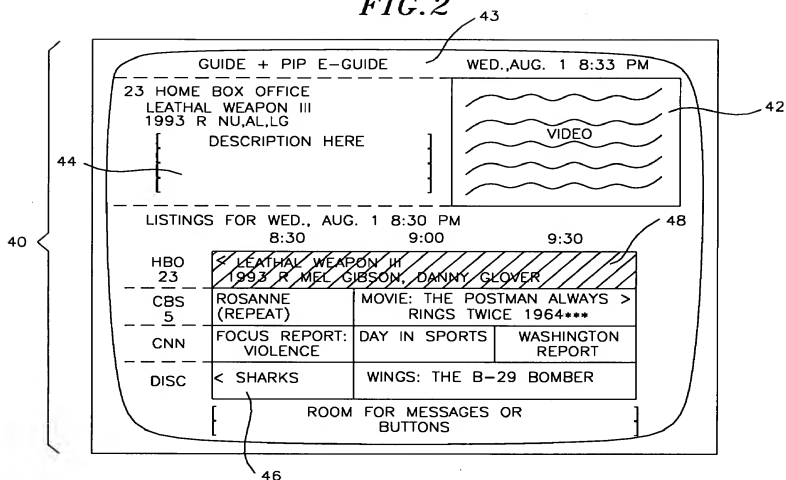 FIG.2
43
GUIDE + PIP E-GUIDE WED.,AUG. 1 8:33 PM
23 HOME BOX OFFICE
LEATHAL WEAPON III
1993 R NU,AL,LG
DESCRIPTION HERE
VIDEO
42
44
40
LISTINGS FOR WED., AUG. 1 8:30 PM
48
8:30 9:00 9:30
HBO
23
< LEATHAL WEAPON III
1993 R MEL GIBSON, DANNY GLOVER
CBS
5
ROSANNE
(REPEAT)
MOVIE: THE POSTMAN ALWAYS >
RINGS TWICE 1964***
CNN
FOCUS REPORT:
VIOLENCE
DAY IN SPORTS
WASHINGTON
REPORT
DISC
< SHARKS
WINGS: THE B-29 BOMBER
ROOM FOR MESSAGES OR
BUTTONS
46